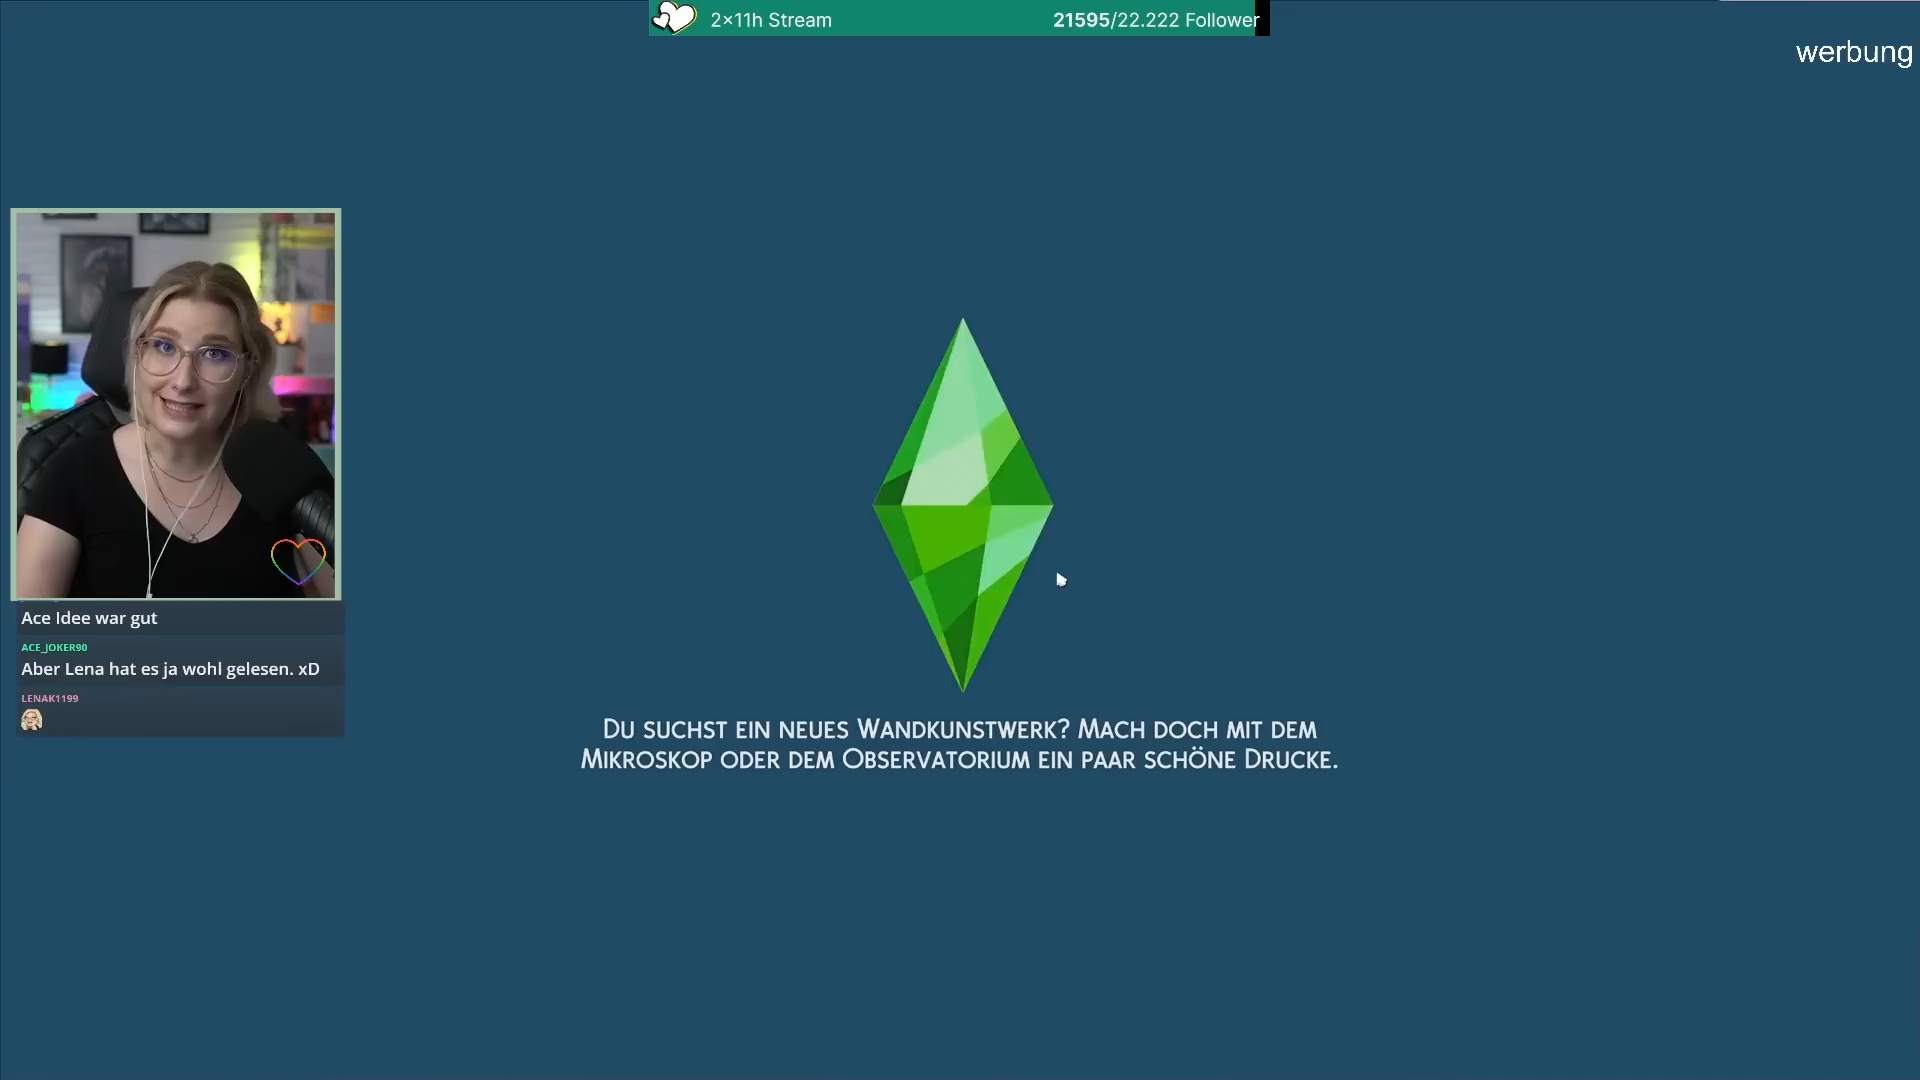 2×11h Stream
21595/22.222 Follower
werbung
Ace Idee war gut
ACE_JOKER90
Aber Lena hat es ja wohl gelesen. xD
LENAK1199
DU SUCHST EIN NEUES WANDKUNSTWERK? MACH DOCH MIT DEM
MIKROSKOP ODER DEM OBSERVATORIUM EIN PAAR SCHÖNE DRUCKE.